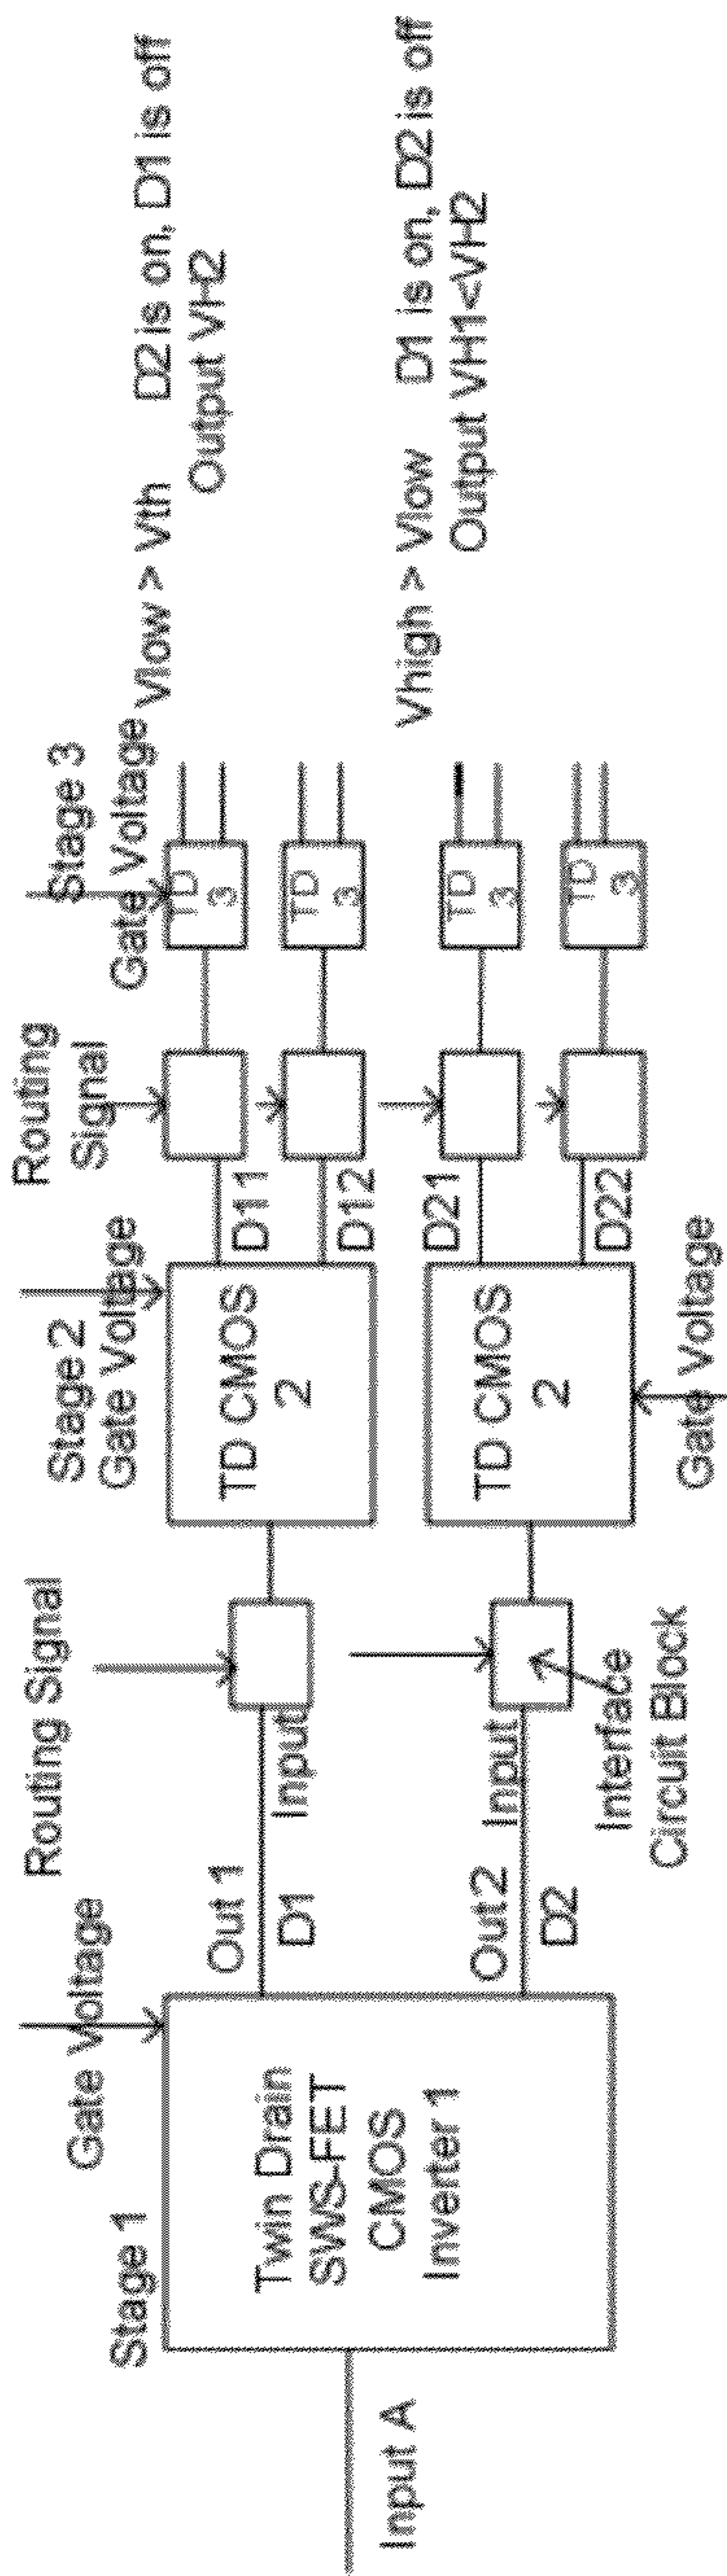 Input A
Stage 1
Gate Voltage
Twin Drain
SWS-FET
CMOS
Inverter 1
Out 1
D1
Out 2
D2
Routing Signal
Input
Input
Interface
Circuit Block
Stage 2
Gate Voltage
TD CMOS
2
TD CMOS
2
Gate Voltage
D11
D12
D21
D22
Routing
Signal
Stage 3
Gate Voltage
TD
3
TD
3
TD
3
TD
3
Vlow > Vth D2 is on, D1 is off
Output VH2
Vhigh > Vlow D1 is on, D2 is off
Output VH1<VH2